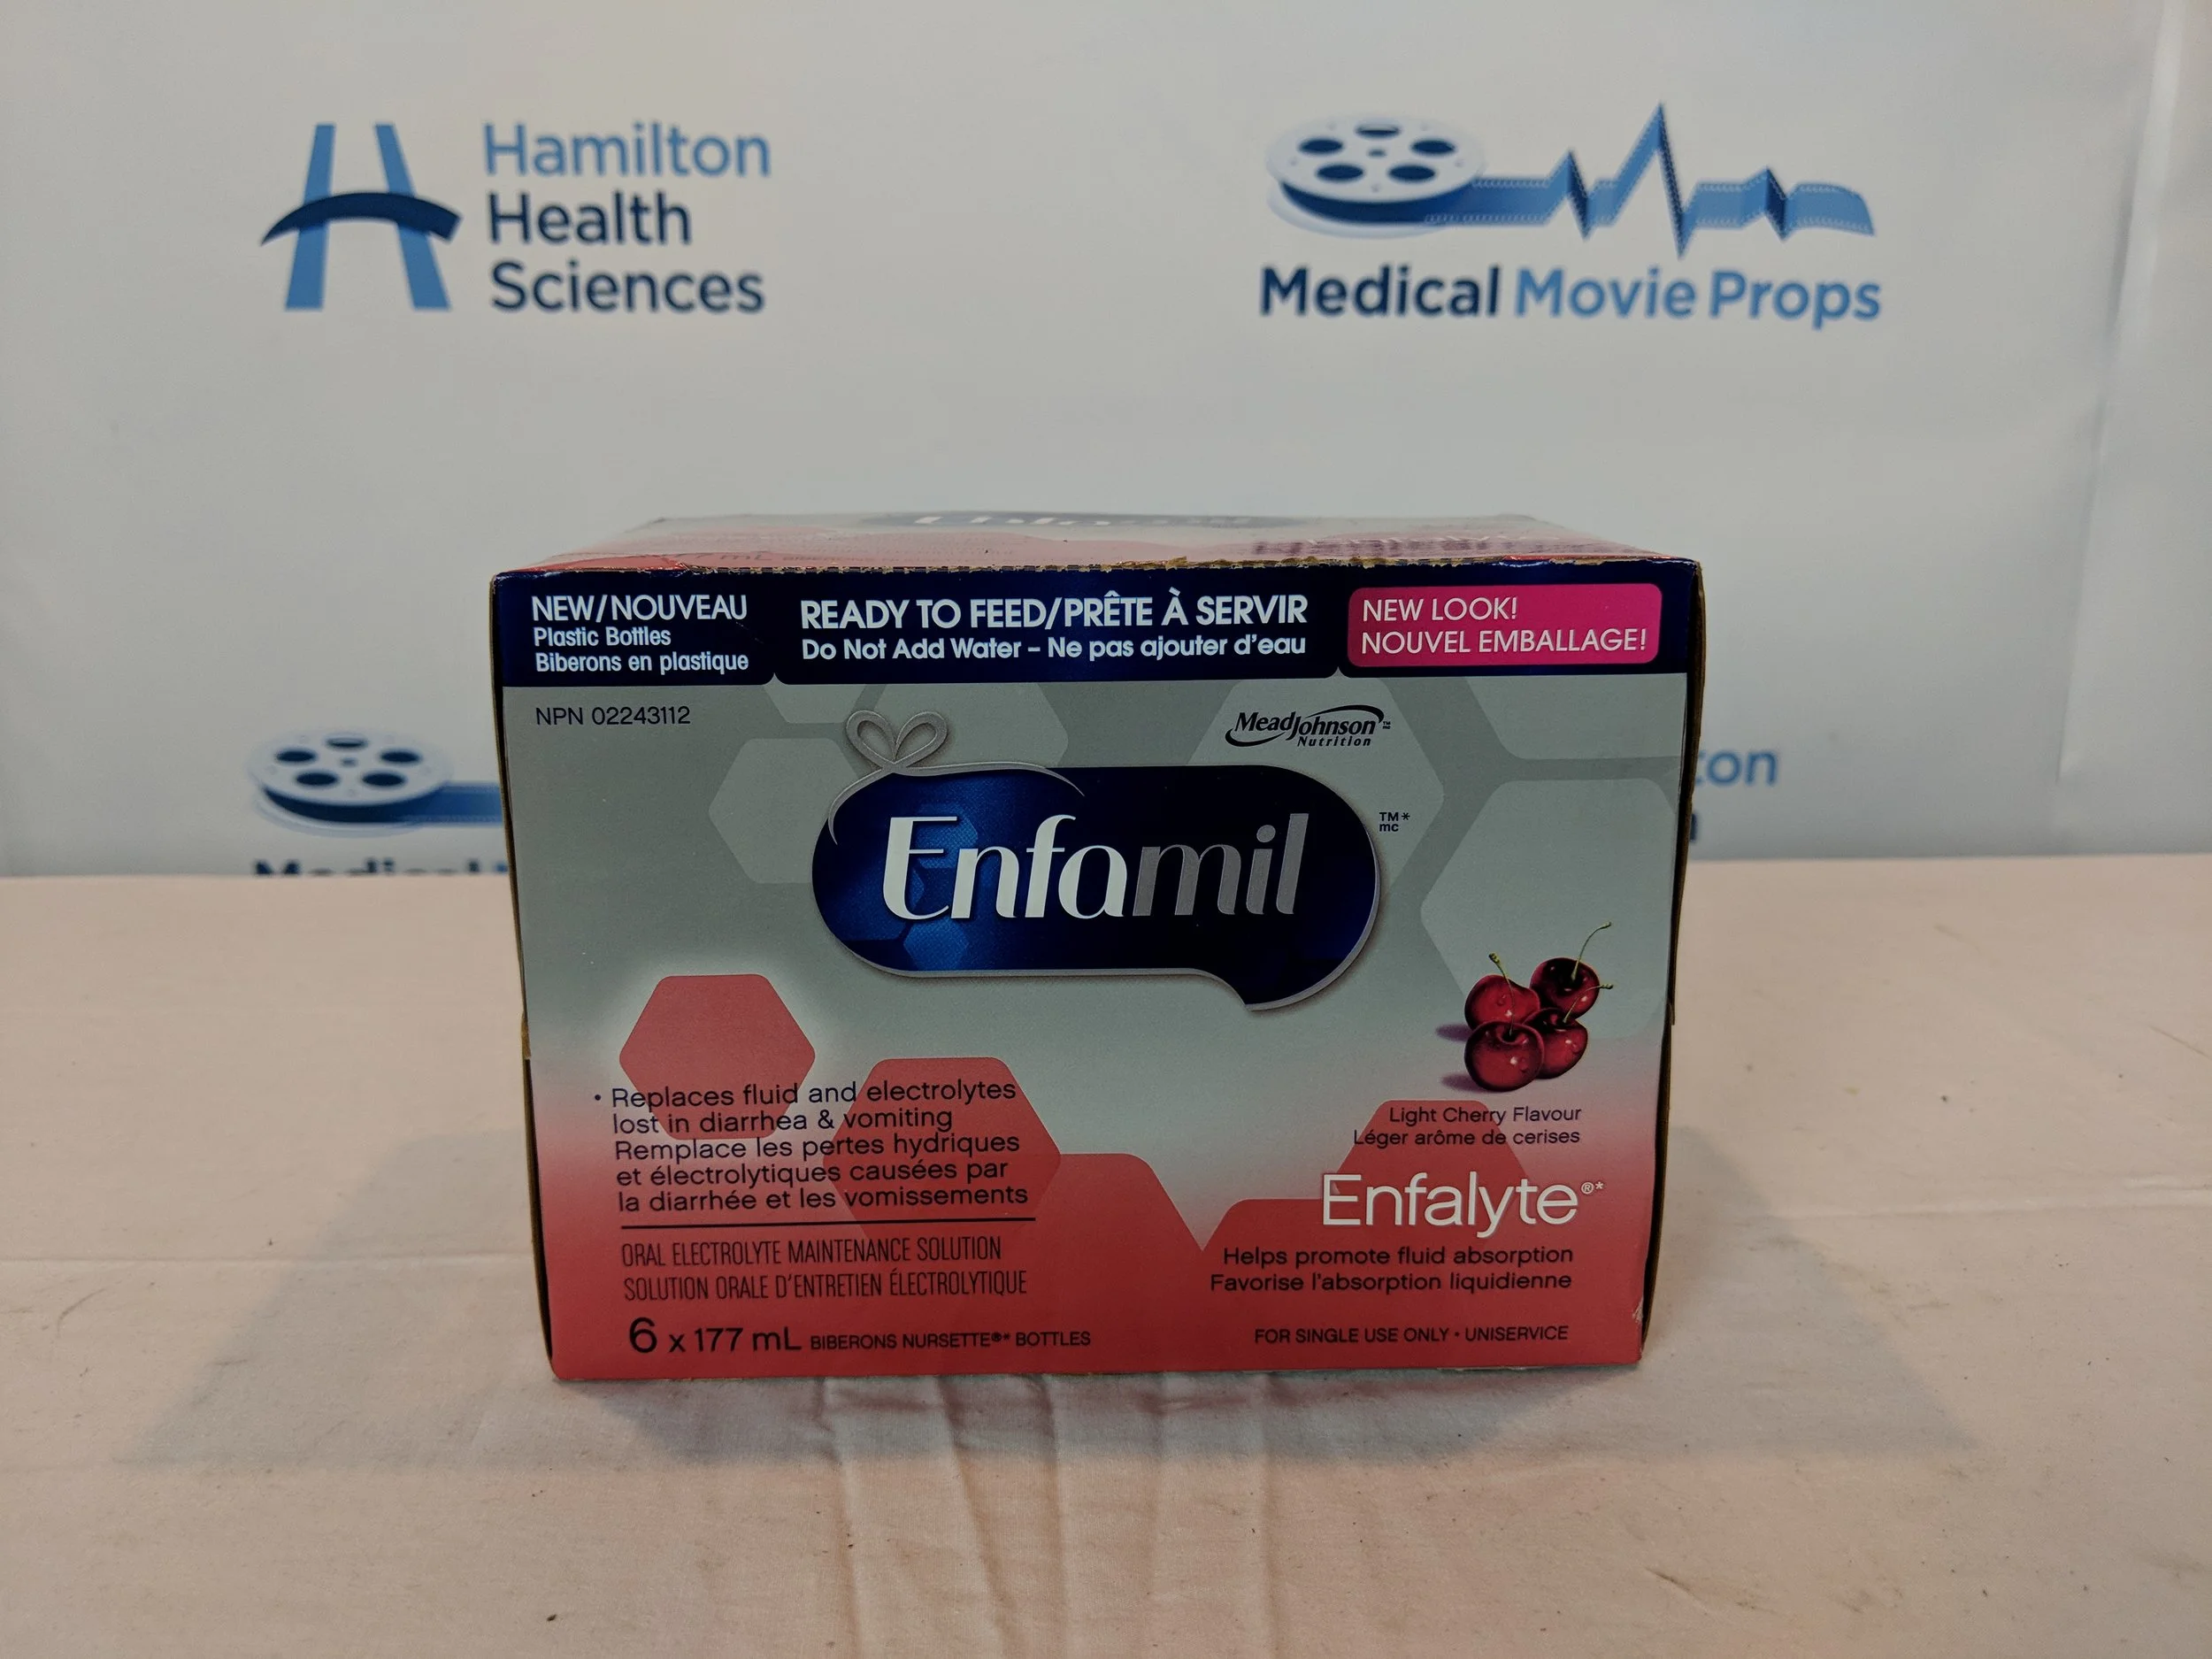 Hamilton
Health
Sciences
Medical Movie Props
NEW/NOUVEAU
Plastic Bottles
Biberons en plastique
READY TO FEED/PRÊTE À SERVIR
Do Not Add Water – Ne pas ajouter d'eau
NEW LOOK!
NOUVEL EMBALLAGE!
NPN 02243112
MeadJohnson™
Nutrition
Enfamil
TM*
mc
• Replaces fluid and electrolytes
lost in diarrhea & vomiting
Remplace les pertes hydriques
et électrolytiques causées par
la diarrhée et les vomissements
ORAL ELECTROLYTE MAINTENANCE SOLUTION
SOLUTION ORALE D'ENTRETIEN ÉLECTROLYTIQUE
6 x 177 mL BIBERONS NURSETTE®* BOTTLES
Light Cherry Flavour
Léger arôme de cerises
Enfalyte®*
Helps promote fluid absorption
Favorise l'absorption liquidienne
FOR SINGLE USE ONLY • UNISERVICE